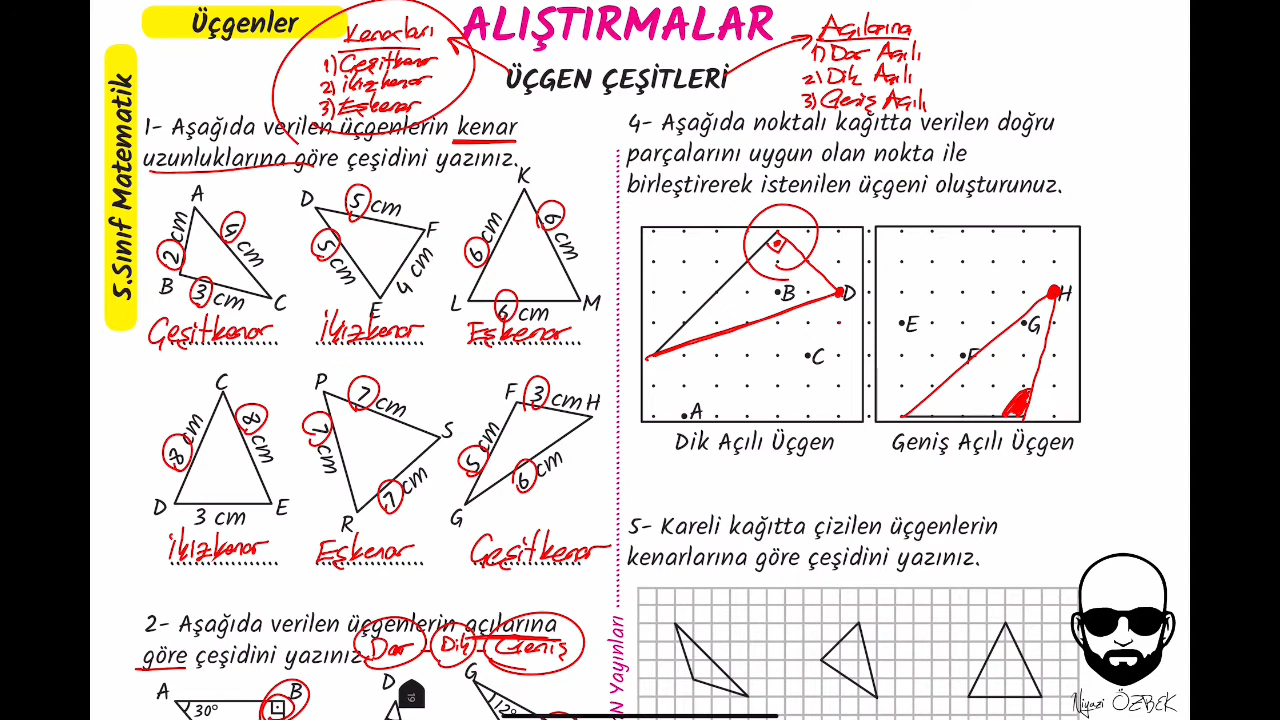 Üçgenler
ALIŞTIRMALAR
ÜÇGEN ÇEŞİTLERİ
5.Sınıf Matematik
Kenarları
1) Çeşitkenar
2) İkizkenar
3) Eşkenar
Açılarına
1) Dar Açılı
2) Dik Açılı
3) Geniş Açılı
1- Aşağıda verilen üçgenlerin kenar
uzunluklarına göre çeşidini yazınız.
A
2 cm
4 cm
B
3 cm
C
Çeşitkenar
D
5 cm
F
5 cm
4 cm
E
İkizkenar
K
6 cm
6 cm
L
6 cm
M
Eşkenar
C
8 cm
8 cm
D
3 cm
E
İkizkenar
P
7 cm
7 cm
S
7 cm
R
Eşkenar
F
3 cm
H
5 cm
6 cm
G
Çeşitkenar
2- Aşağıda verilen üçgenlerin açılarına
göre çeşidini yazınız.
Dar - Dik - Geniş
A
B
30°
D
19
G
12°
4- Aşağıda noktalı kağıtta verilen doğru
parçalarını uygun olan nokta ile
birleştirerek istenilen üçgeni oluşturunuz.
B
D
C
A
Dik Açılı Üçgen
H
E
G
F
Geniş Açılı Üçgen
5- Kareli kağıtta çizilen üçgenlerin
kenarlarına göre çeşidini yazınız.
N Yayınları
Niyazi ÖZBEK